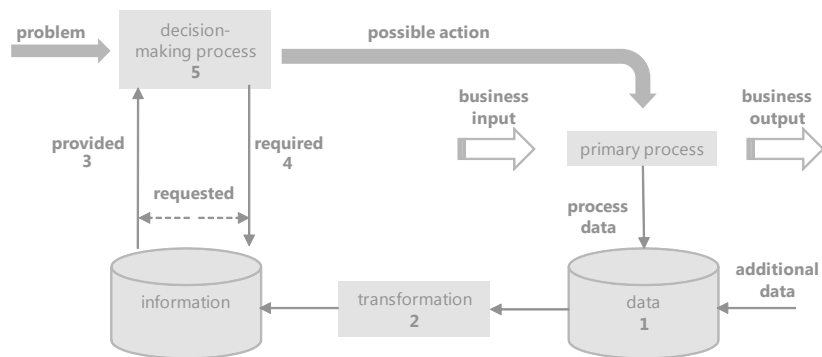 problem
decision-
making process
5
possible action
business
input
business
output
provided
3
required
4
primary process
requested
process
data
additional
data
information
transformation
2
data
1